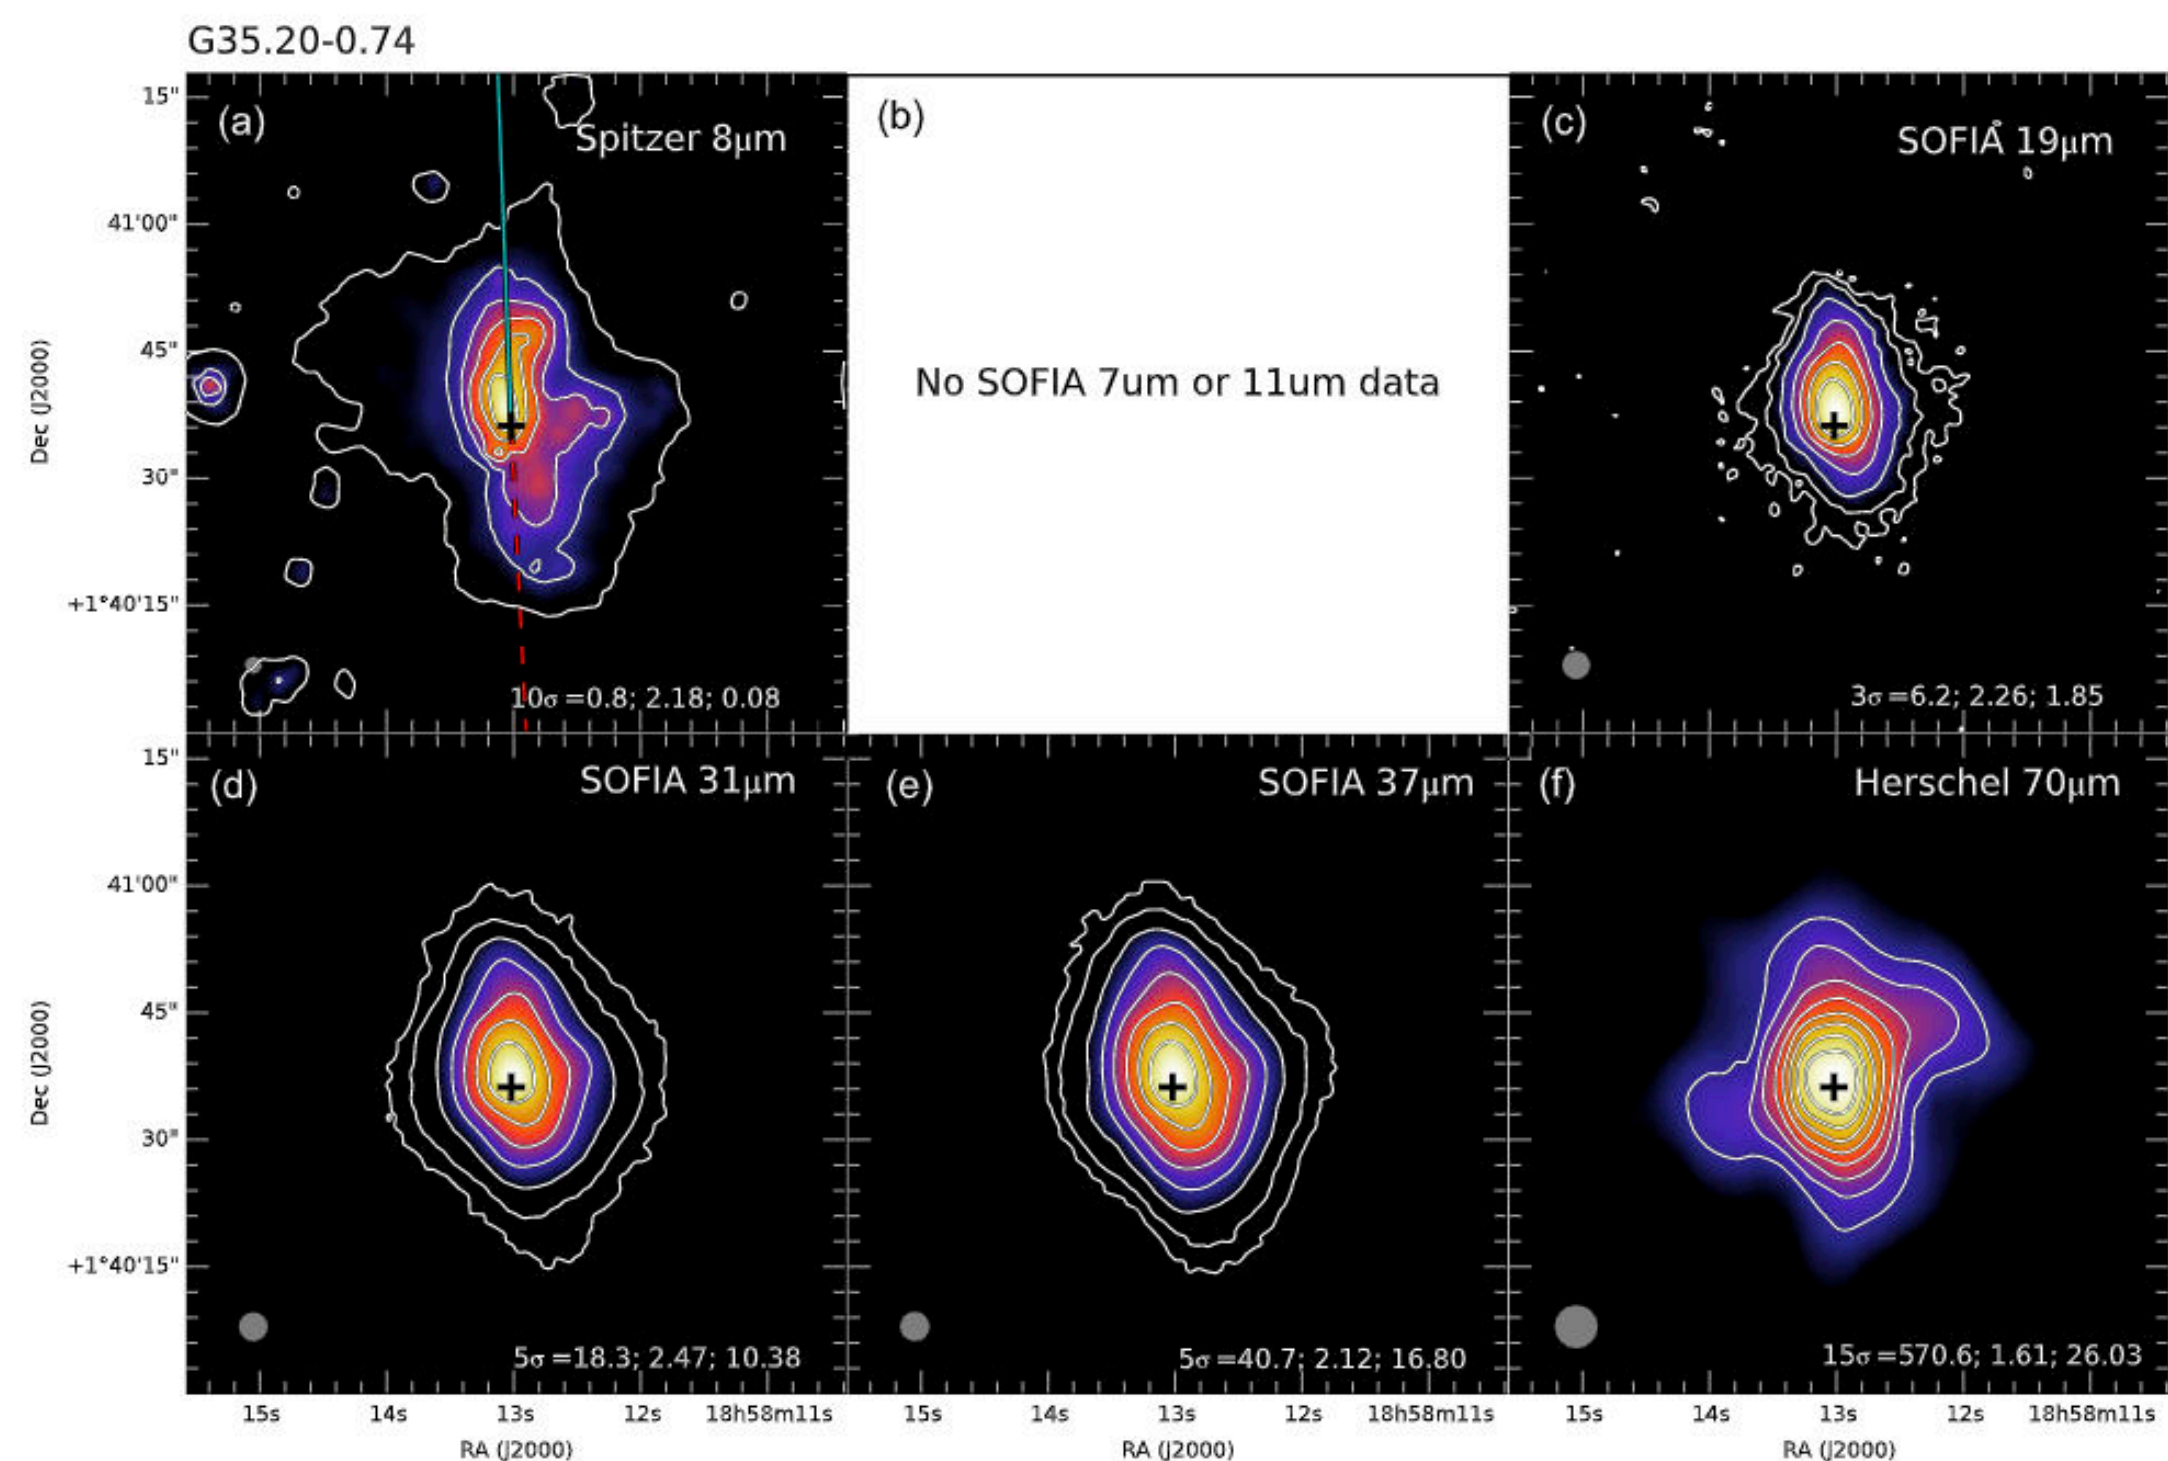 G35.20-0.74
(a)
Spitzer 8μm
15"
41'00"
45"
30"
+1°40'15"
Dec (J2000)
10σ=0.8; 2.18; 0.08
(b)
No SOFIA 7um or 11um data
(c)
SOFIA 19μm
3σ=6.2; 2.26; 1.85
(d)
SOFIA 31μm
15"
41'00"
45"
30"
+1°40'15"
Dec (J2000)
5σ=18.3; 2.47; 10.38
15s 14s 13s 12s 18h58m11s
RA (J2000)
(e)
SOFIA 37μm
5σ=40.7; 2.12; 16.80
15s 14s 13s 12s 18h58m11s
RA (J2000)
(f)
Herschel 70μm
15σ=570.6; 1.61; 26.03
15s 14s 13s 12s 18h58m11s
RA (J2000)